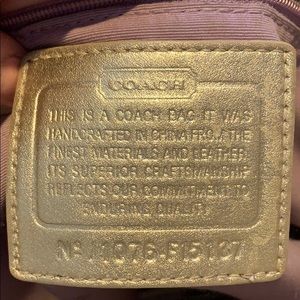 COACH
THIS IS A COACH BAG. IT WAS
HANDCRAFTED IN CHINA FROM THE
FINEST MATERIALS AND LEATHER.
ITS SUPERIOR CRAFTSMANSHIP
REFLECTS OUR COMMITMENT TO
ENDURING QUALITY.
Nº J1076-F15137